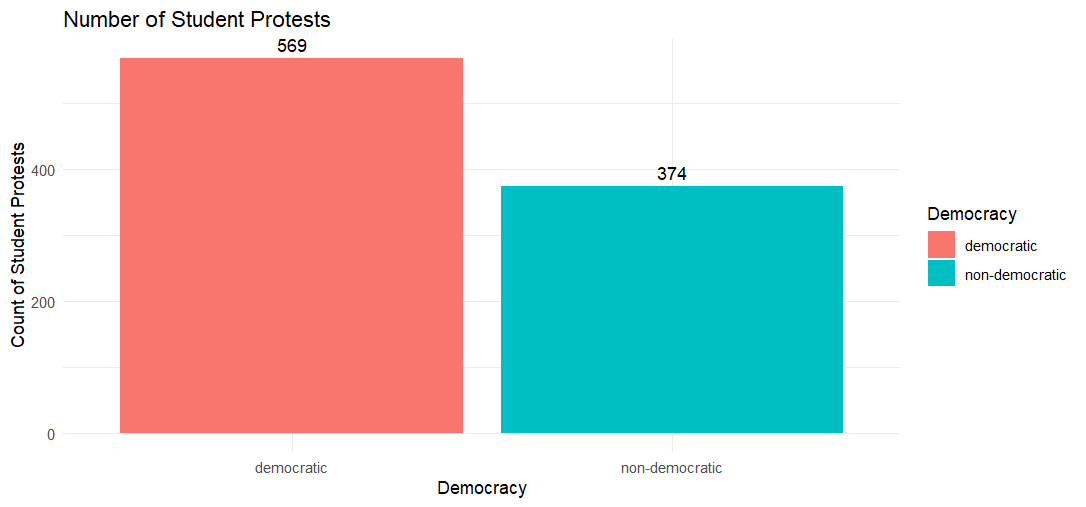 Number of Student Protests
569
374
Count of Student Protests
400
200
0
democratic
non-democratic
Democracy
Democracy
democratic
non-democratic